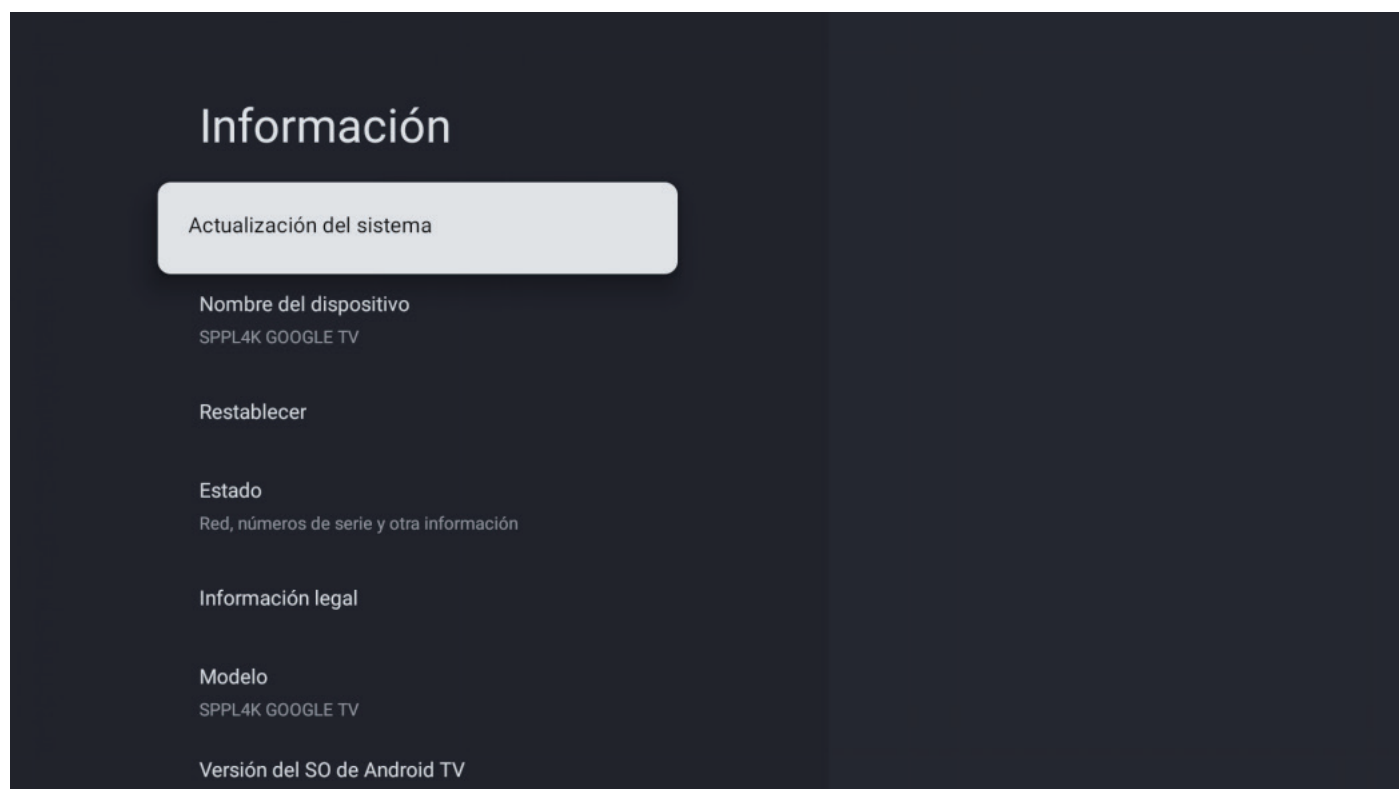 Información
Actualización del sistema
Nombre del dispositivo
SPPL4K GOOGLE TV
Restablecer
Estado
Red, números de serie y otra información
Información legal
Modelo
SPPL4K GOOGLE TV
Versión del SO de Android TV